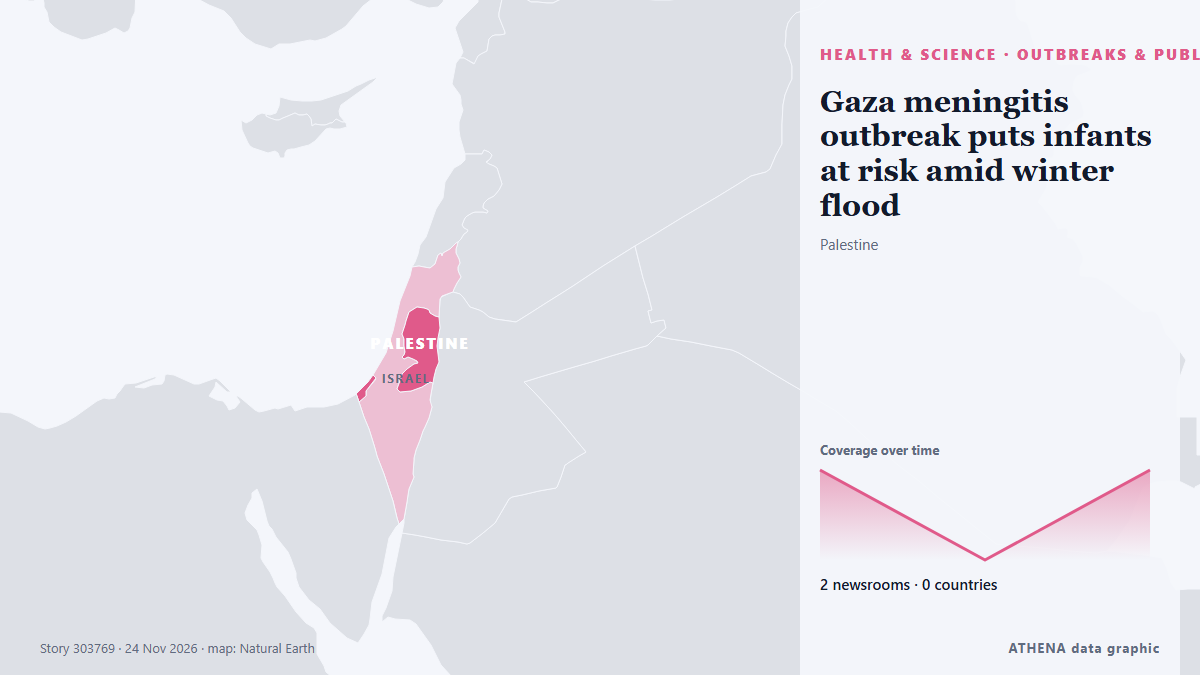 HEALTH & SCIENCE · OUTBREAKS & PUBL
Gaza meningitis
outbreak puts infants
at risk amid winter
flood
Palestine
PALESTINE
ISRAEL
Coverage over time
2 newsrooms · 0 countries
Story 303769 · 24 Nov 2026 · map: Natural Earth
ATHENA data graphic